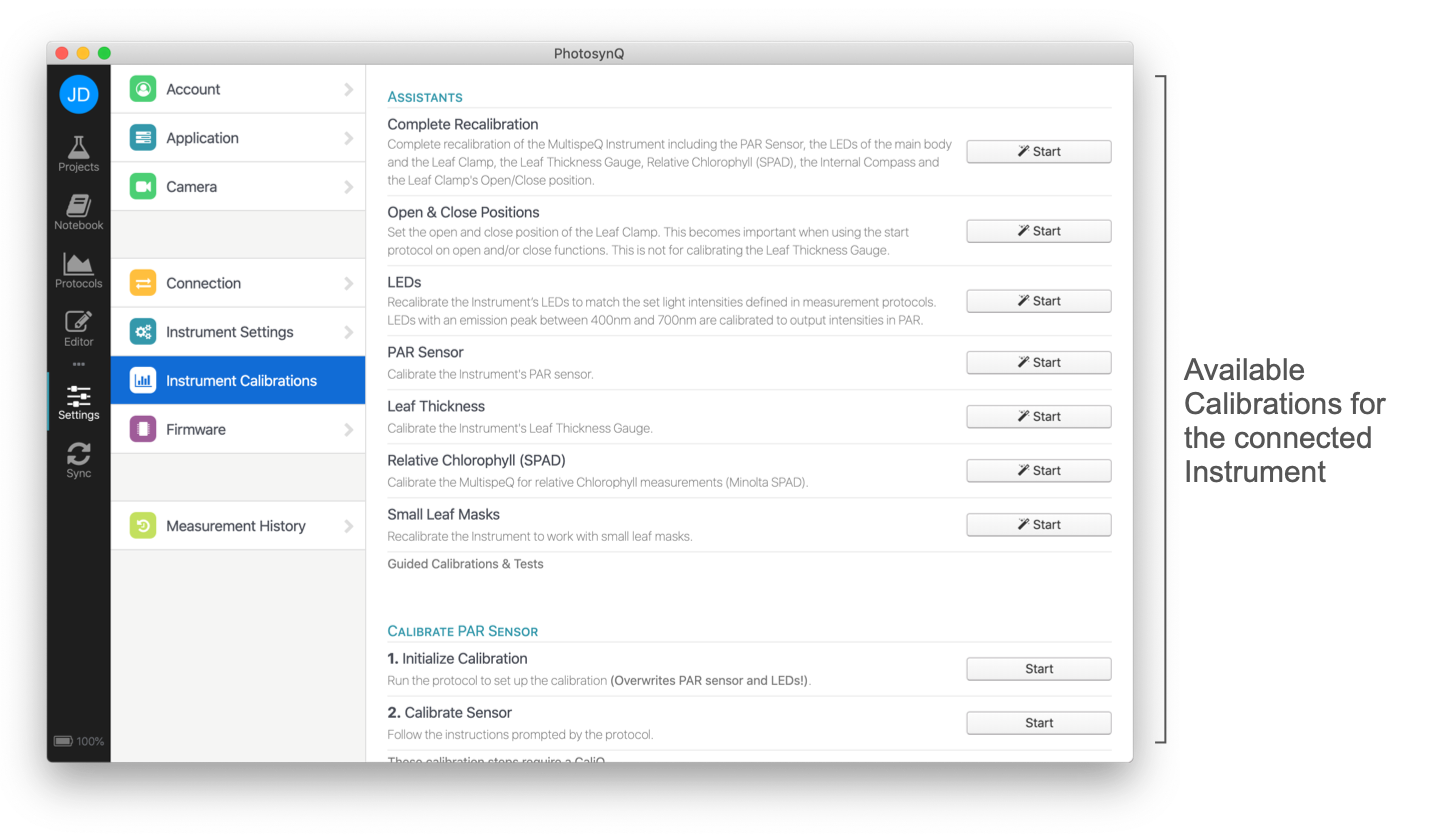 PhotosynQ
JD
Projects
Notebook
Protocols
Editor
Settings
Sync
100%
Account
Application
Camera
Connection
Instrument Settings
Instrument Calibrations
Firmware
Measurement History
Assistants
Complete Recalibration
Complete recalibration of the MultispeQ Instrument including the PAR Sensor, the LEDs of the main body
and the Leaf Clamp, the Leaf Thickness Gauge, Relative Chlorophyll (SPAD), the Internal Compass and
the Leaf Clamp's Open/Close position.
Start
Open & Close Positions
Set the open and close position of the Leaf Clamp. This becomes important when using the start
protocol on open and/or close functions. This is not for calibrating the Leaf Thickness Gauge.
Start
LEDs
Recalibrate the Instrument's LEDs to match the set light intensities defined in measurement protocols.
LEDs with an emission peak between 400nm and 700nm are calibrated to output intensities in PAR.
Start
PAR Sensor
Calibrate the Instrument's PAR sensor.
Start
Leaf Thickness
Calibrate the Instrument's Leaf Thickness Gauge.
Start
Relative Chlorophyll (SPAD)
Calibrate the MultispeQ for relative Chlorophyll measurements (Minolta SPAD).
Start
Small Leaf Masks
Recalibrate the Instrument to work with small leaf masks.
Start
Guided Calibrations & Tests
Calibrate PAR Sensor
1. Initialize Calibration
Run the protocol to set up the calibration (Overwrites PAR sensor and LEDs!).
Start
2. Calibrate Sensor
Follow the instructions prompted by the protocol.
Start
These calibration steps require a CaliQ
Available
Calibrations for
the connected
Instrument